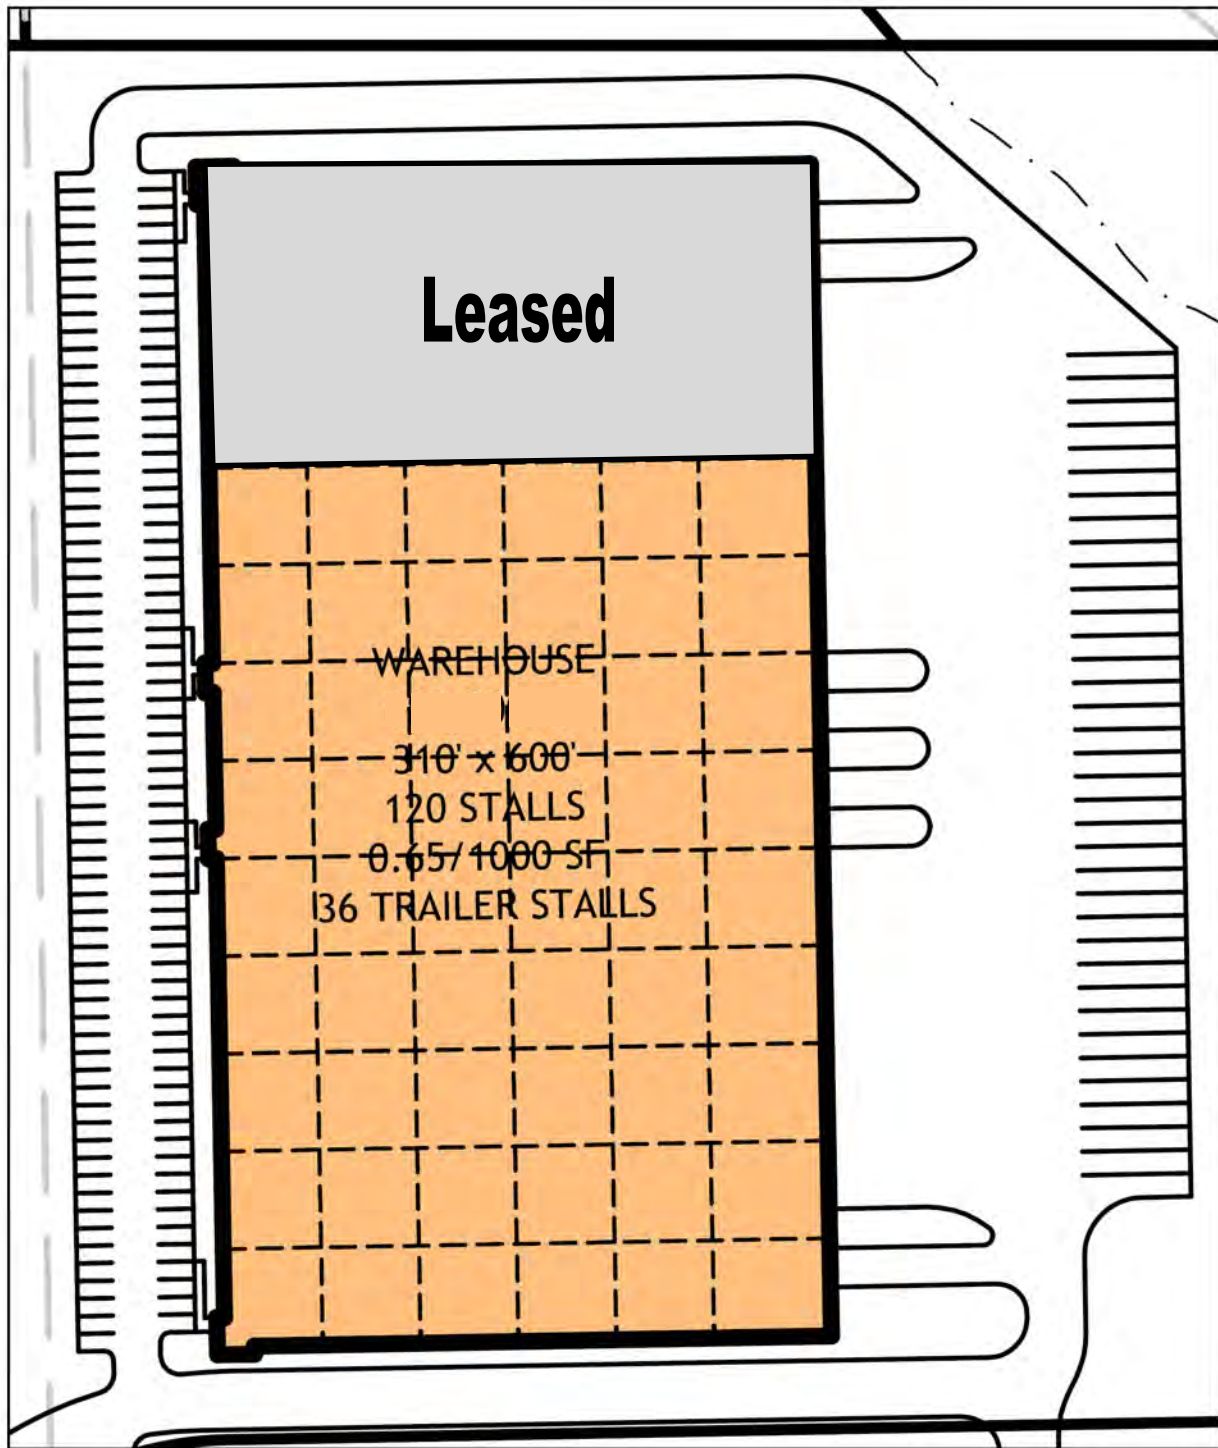 Leased
WAREHOUSE
310' x 600'
120 STALLS
0.65/1000 SF
36 TRAILER STALLS